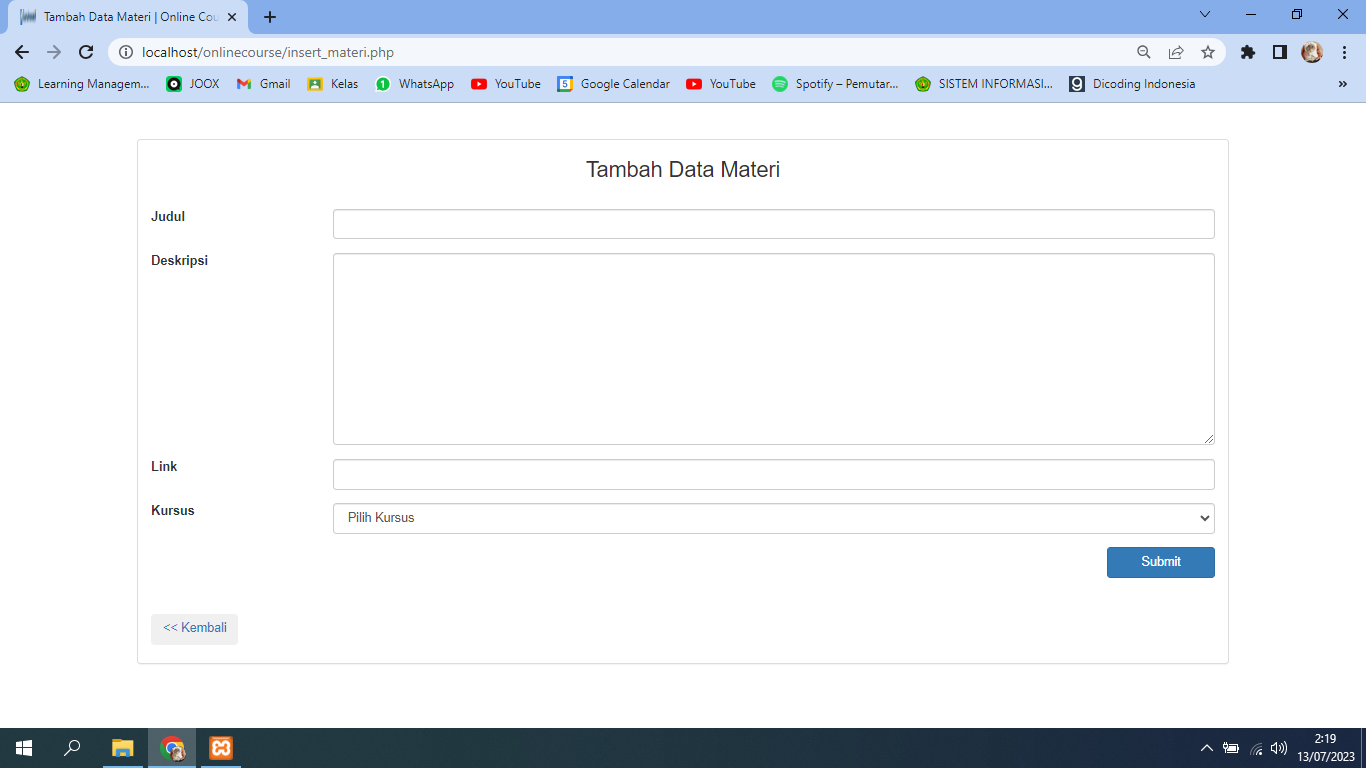 Tambah Data Materi | Online Cou
localhost/onlinecourse/insert_materi.php
Learning Managem... JOOX Gmail Kelas 1 WhatsApp YouTube 5 Google Calendar YouTube Spotify – Pemutar... SISTEM INFORMASI... Dicoding Indonesia »
Tambah Data Materi
Judul
Deskripsi
Link
Kursus Pilih Kursus
Submit
<< Kembali
2:19
13/07/2023